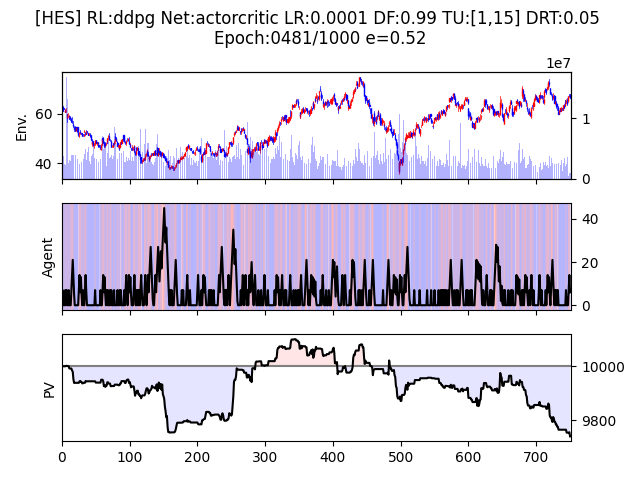 [HES] RL:ddpg Net:actorcritic LR:0.0001 DF:0.99 TU:[1,15] DRT:0.05
Epoch:0481/1000 e=0.52
1e7
Env.
60
40
1
0
Agent
40
20
0
PV
10000
9800
0 100 200 300 400 500 600 700